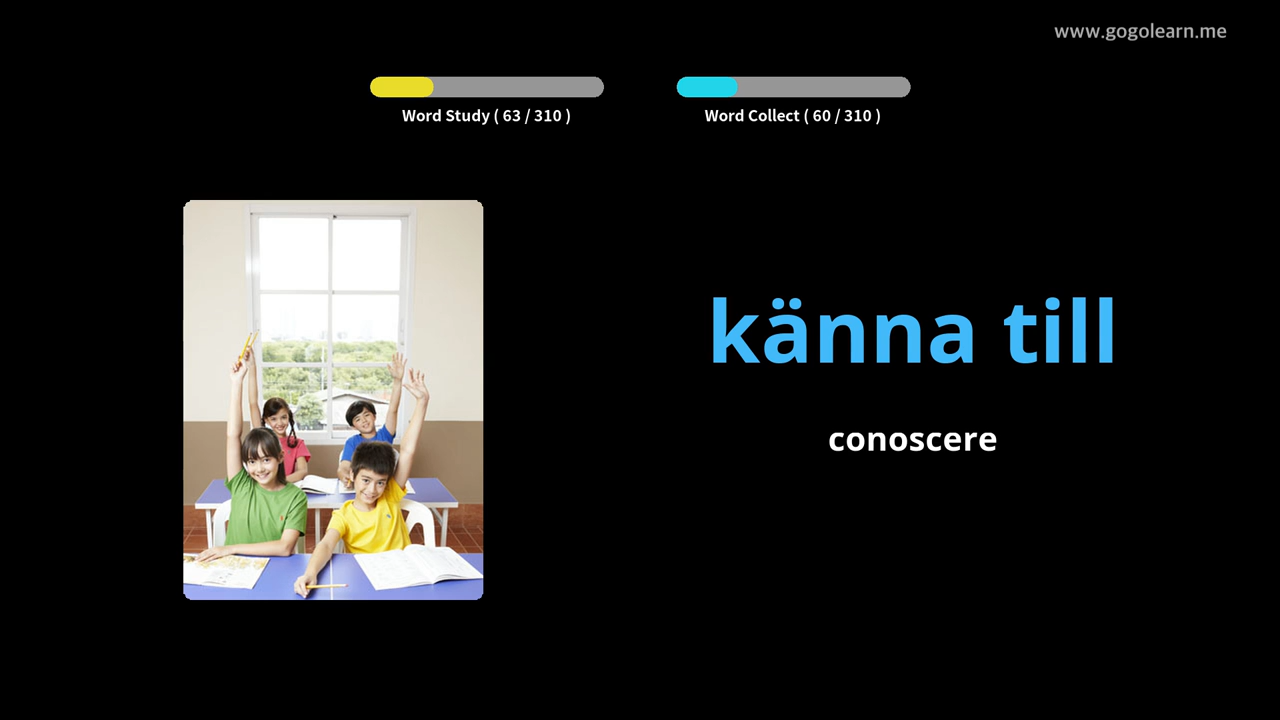 www.gogolearn.me
Word Study ( 63 / 310 )
Word Collect ( 60 / 310 )
känna till
conoscere